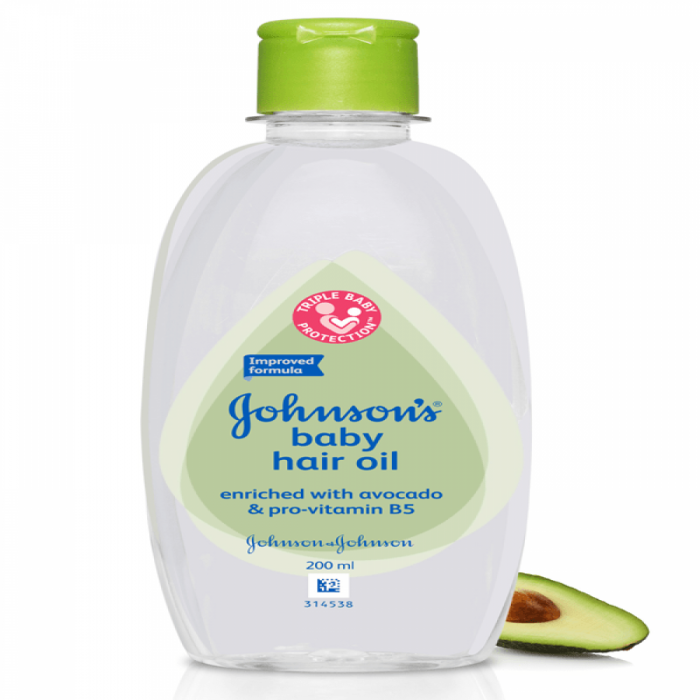 TRIPLE BABY
PROTECTION™
Improved
formula
Johnson's®
baby
hair oil
enriched with avocado
& pro-vitamin B5
Johnson & Johnson
200 ml
314538